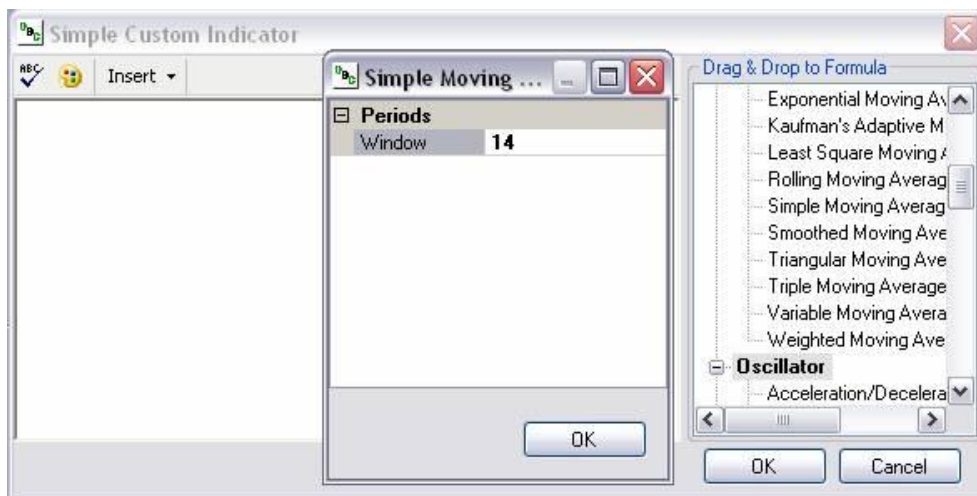 Simple Custom Indicator
ABC
Insert
Simple Moving ...
Periods
Window 14
OK
Drag & Drop to Formula
Exponential Moving Av
Kaufman's Adaptive M
Least Square Moving
Rolling Moving Averag
Simple Moving Averag
Smoothed Moving Ave
Triangular Moving Ave
Triple Moving Average
Variable Moving Avera
Weighted Moving Ave
Oscillator
Acceleration/Decelera
OK Cancel